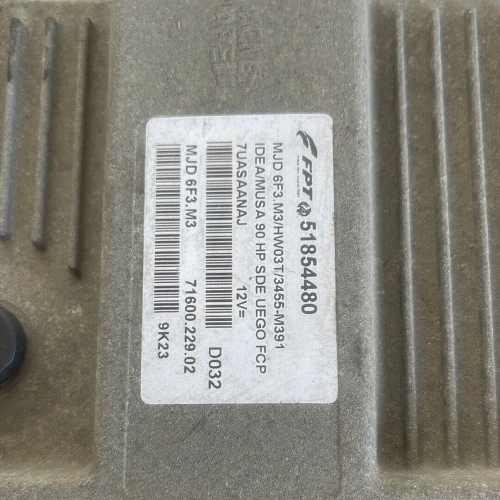 FPT 51854480
MJD 6F3.M3/HW03T/3455-M391
IDEA/MUSA 90 HP SDE UEGO FCP
7UASAANAJ 12V=
D032
MJD 6F3.M3 71600.229.02
9K23